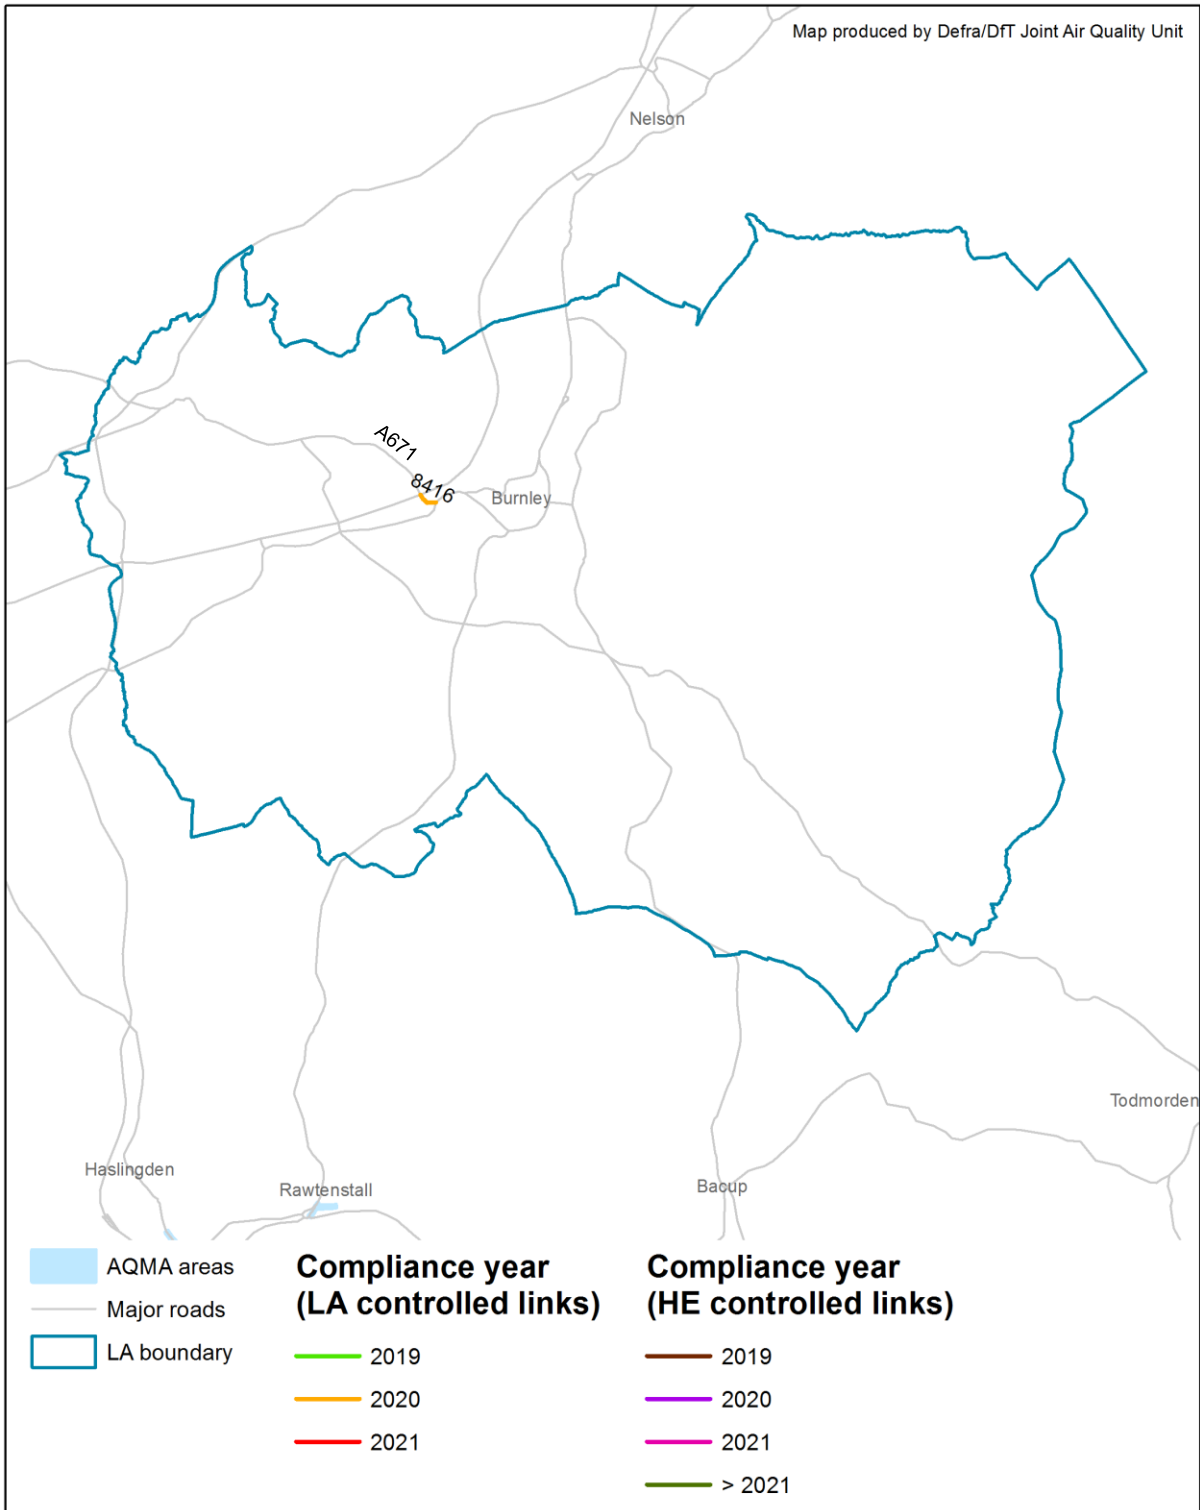 Map produced by Defra/DfT Joint Air Quality Unit
Nelson
A671
8416
Burnley
Todmorden
Haslingden
Rawtenstall
Bacup
AQMA areas
Major roads
LA boundary
Compliance year
(LA controlled links)
2019
2020
2021
Compliance year
(HE controlled links)
2019
2020
2021
> 2021